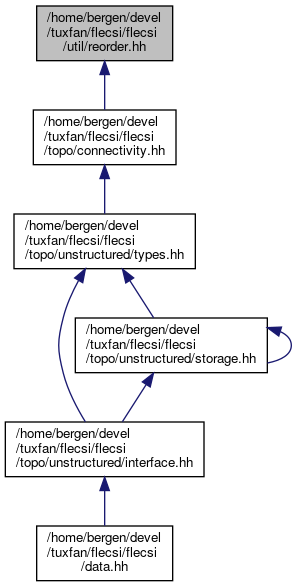 /home/bergen/devel
/tuxfan/flecsi/flecsi
/util/reorder.hh
/home/bergen/devel
/tuxfan/flecsi/flecsi
/topo/connectivity.hh
/home/bergen/devel
/tuxfan/flecsi/flecsi
/topo/unstructured/types.hh
/home/bergen/devel
/tuxfan/flecsi/flecsi
/topo/unstructured/storage.hh
/home/bergen/devel
/tuxfan/flecsi/flecsi
/topo/unstructured/interface.hh
/home/bergen/devel
/tuxfan/flecsi/flecsi
/data.hh